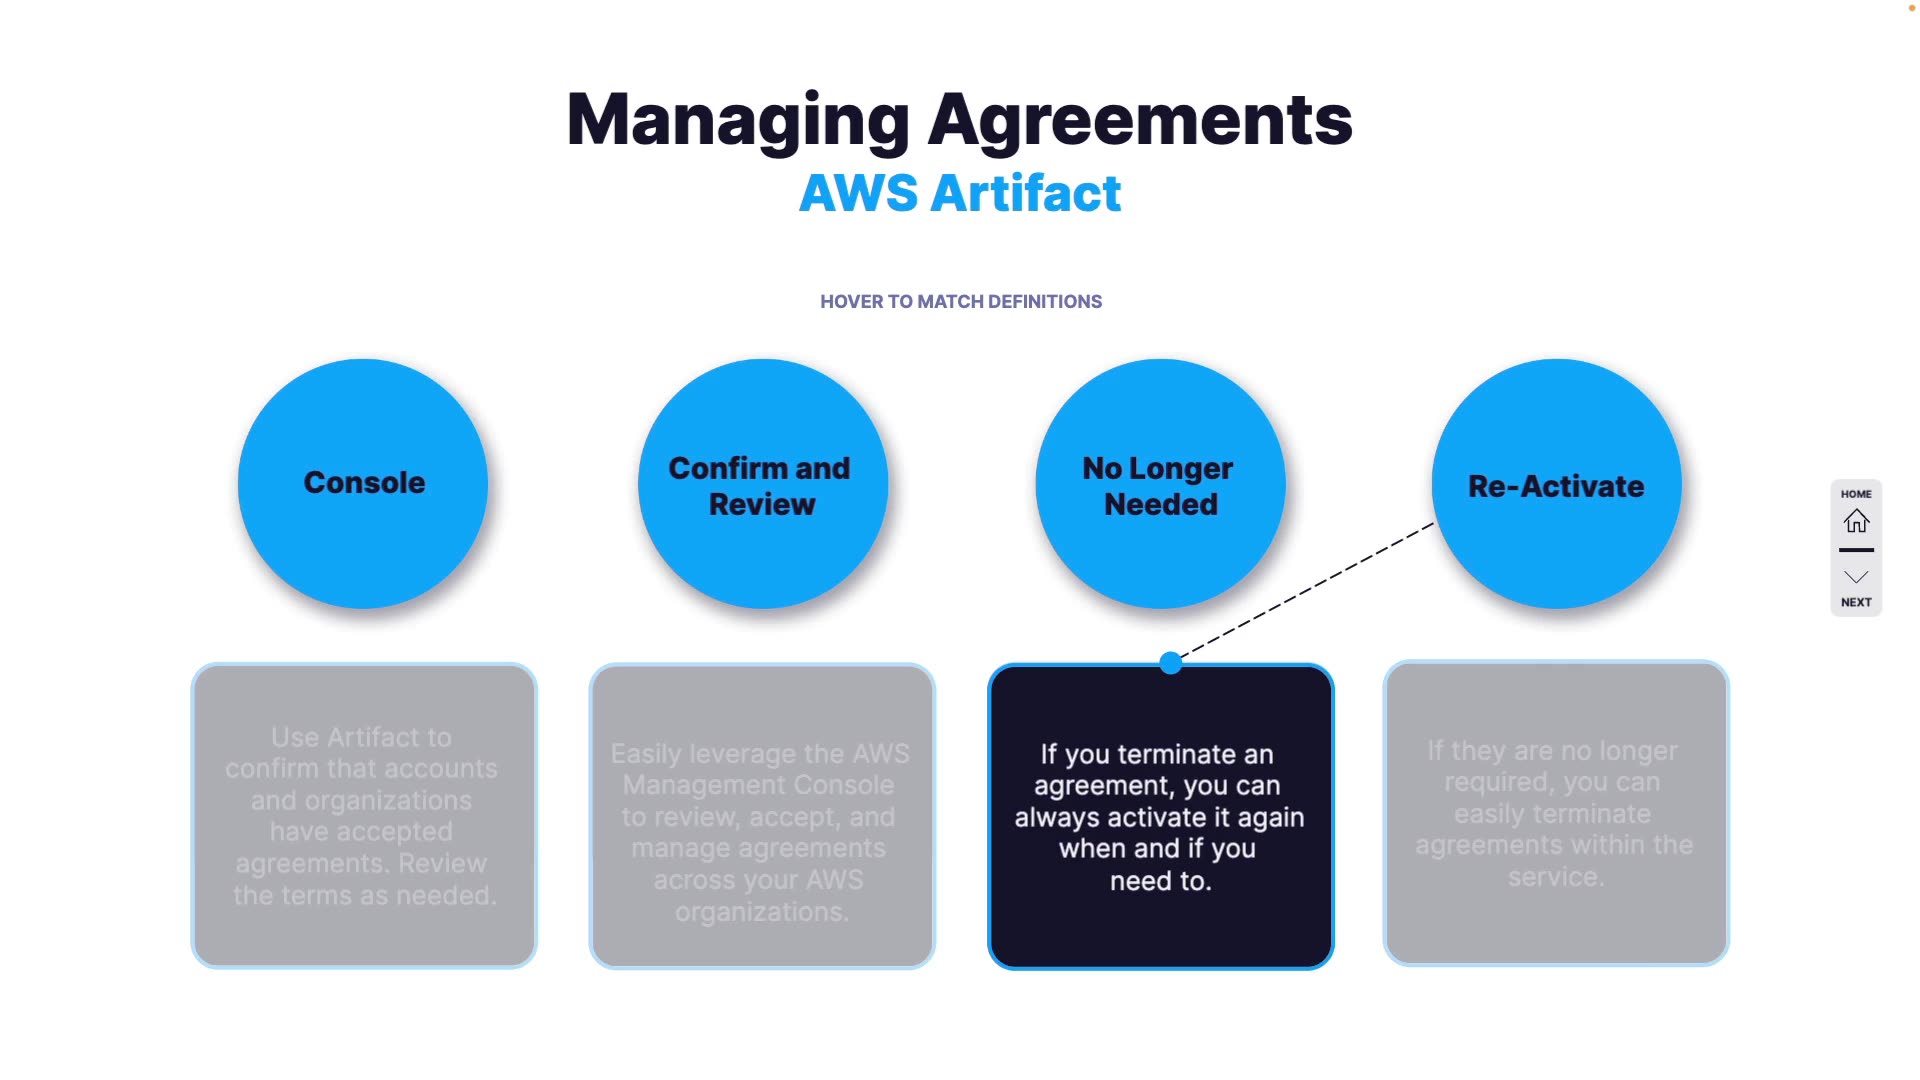 Managing Agreements
AWS Artifact
HOVER TO MATCH DEFINITIONS
Console
Confirm and
Review
No Longer
Needed
Re-Activate
HOME
NEXT
Use Artifact to
confirm that accounts
and organizations
have accepted
agreements. Review
the terms as needed.
Easily leverage the AWS
Management Console
to review, accept, and
manage agreements
across your AWS
organizations.
If you terminate an
agreement, you can
always activate it again
when and if you
need to.
If they are no longer
required, you can
easily terminate
agreements within the
service.